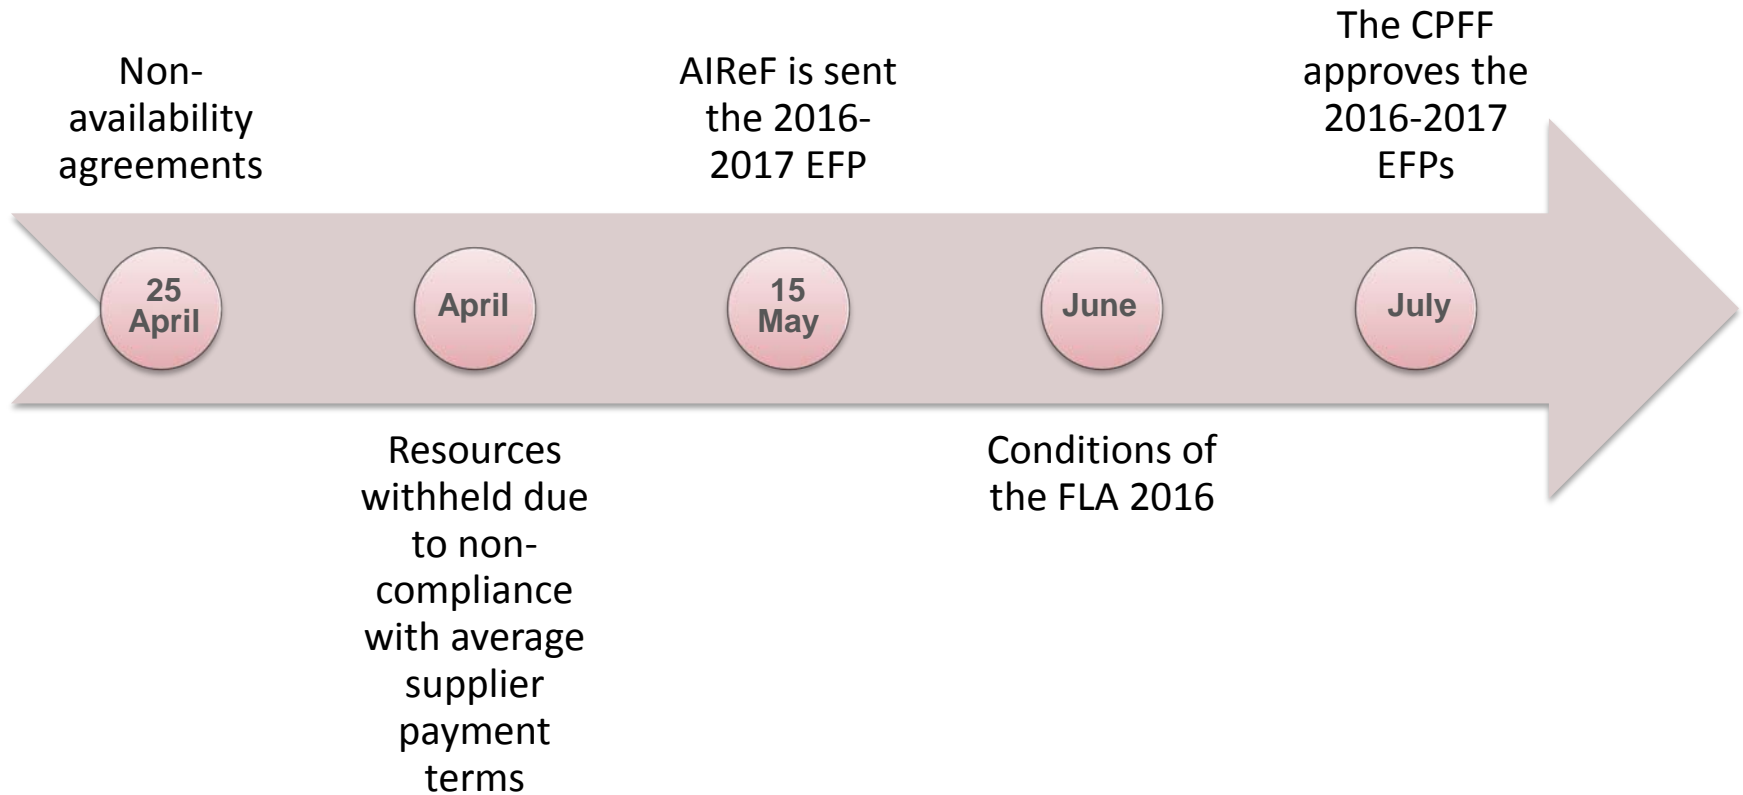 Non-
availability
agreements
AIReF is sent
the 2016-
2017 EFP
The CPFF
approves the
2016-2017
EFPs
25
April
April
15
May
June
July
Resources
withheld due
to non-
compliance
with average
supplier
payment
terms
Conditions of
the FLA 2016